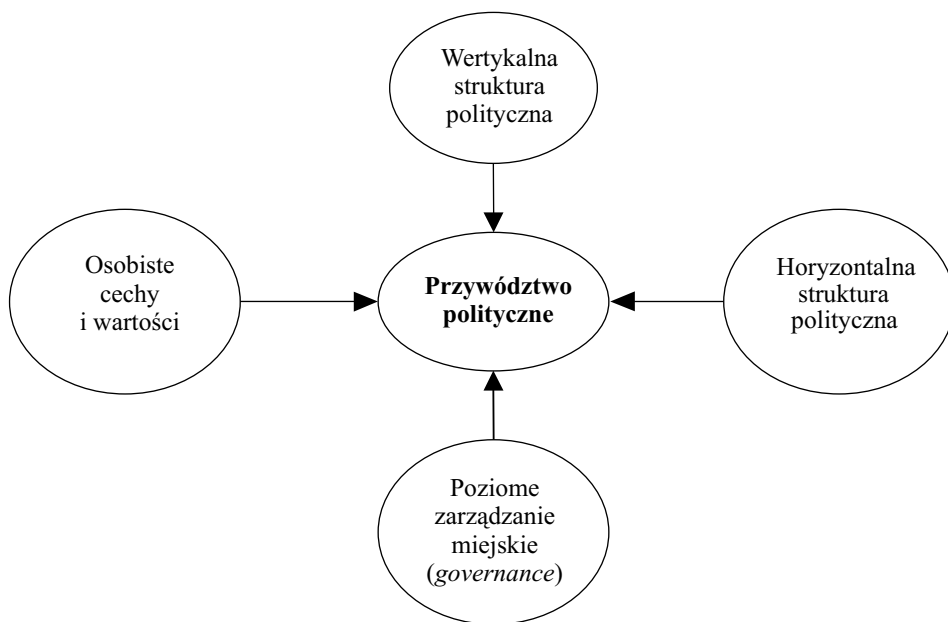 Wertykalna
struktura
polityczna
Osobiste
cechy
i wartości
Przywództwo
polityczne
Horyzontalna
struktura
polityczna
Poziome
zarządzanie
miejskie
(governance)